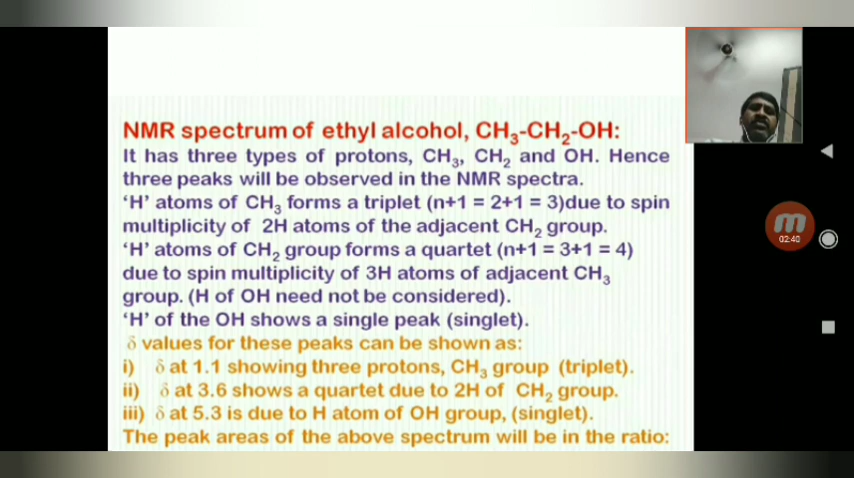 NMR spectrum of ethyl alcohol, CH₃-CH₂-OH:
It has three types of protons, CH₃, CH₂ and OH. Hence
three peaks will be observed in the NMR spectra.
‘H’ atoms of CH₃ forms a triplet (n+1 = 2+1 = 3)due to spin
multiplicity of 2H atoms of the adjacent CH₂ group.
‘H’ atoms of CH₂ group forms a quartet (n+1 = 3+1 = 4)
due to spin multiplicity of 3H atoms of adjacent CH₃
group. (H of OH need not be considered).
‘H’ of the OH shows a single peak (singlet).
δ values for these peaks can be shown as:
i) δ at 1.1 showing three protons, CH₃ group (triplet).
ii) δ at 3.6 shows a quartet due to 2H of CH₂ group.
iii) δ at 5.3 is due to H atom of OH group, (singlet).
The peak areas of the above spectrum will be in the ratio:
02:40